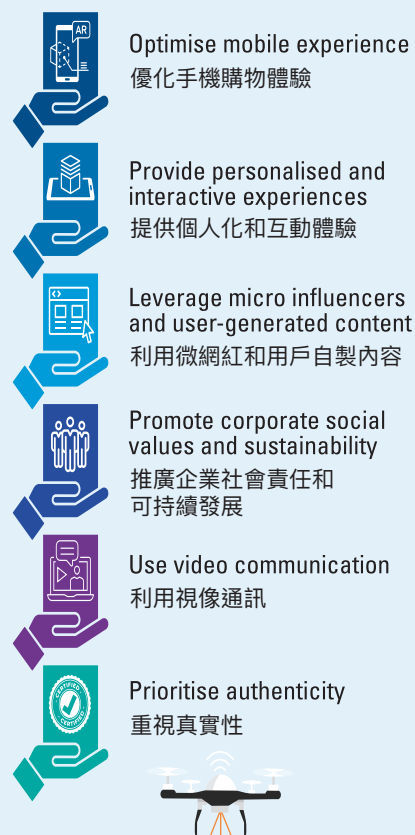 AR
Optimise mobile experience
優化手機購物體驗
Provide personalised and
interactive experiences
提供個人化和互動體驗
Leverage micro influencers
and user-generated content
利用微網紅和用戶自製內容
Promote corporate social
values and sustainability
推廣企業社會責任和
可持續發展
Use video communication
利用視像通訊
CERTIFIED
CERTIFIED
Prioritise authenticity
重視真實性